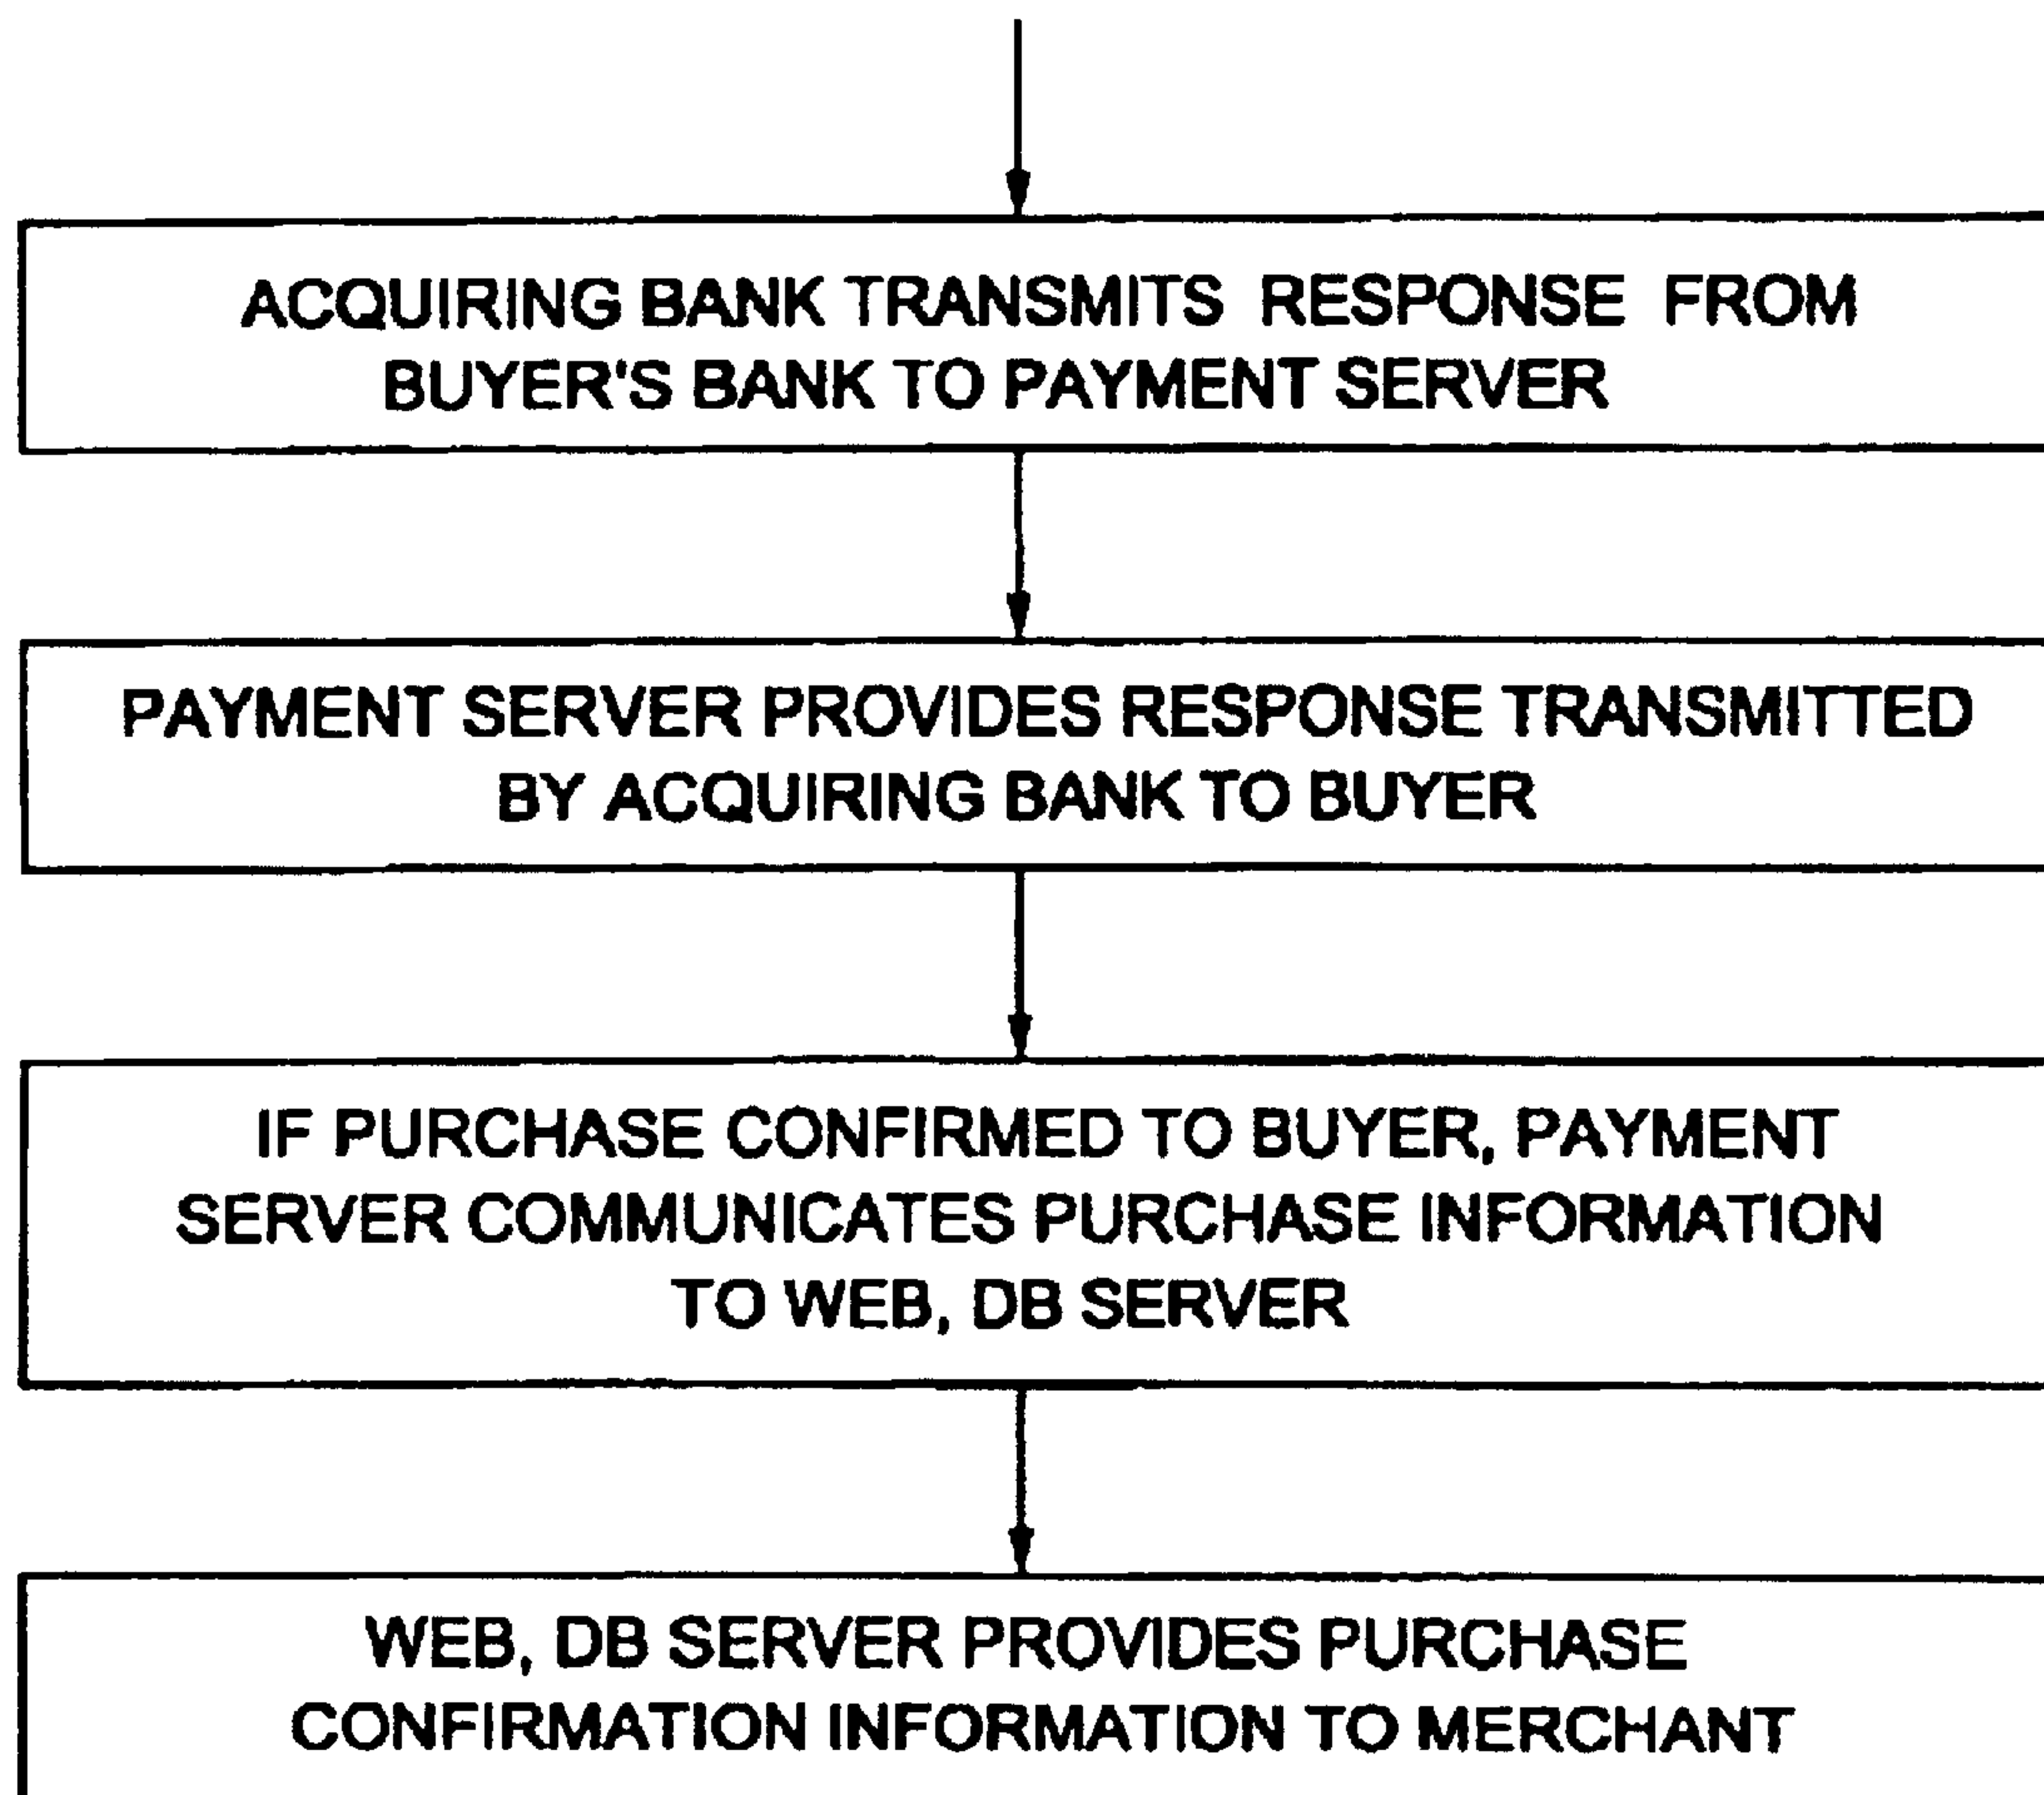 ACQUIRING BANK TRANSMITS RESPONSE FROM
BUYER'S BANK TO PAYMENT SERVER
PAYMENT SERVER PROVIDES RESPONSE TRANSMITTED
BY ACQUIRING BANK TO BUYER
IF PURCHASE CONFIRMED TO BUYER, PAYMENT
SERVER COMMUNICATES PURCHASE INFORMATION
TO WEB, DB SERVER
WEB, DB SERVER PROVIDES PURCHASE
CONFIRMATION INFORMATION TO MERCHANT